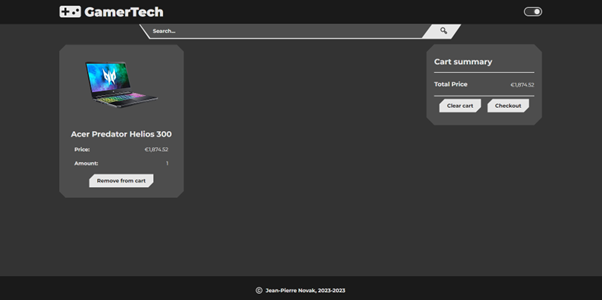 GamerTech
Search...
Acer Predator Helios 300
Price: €1,874.52
Amount: 1
Remove from cart
Cart summary
Total Price €1,874.52
Clear cart Checkout
© Jean-Pierre Novak, 2023-2023